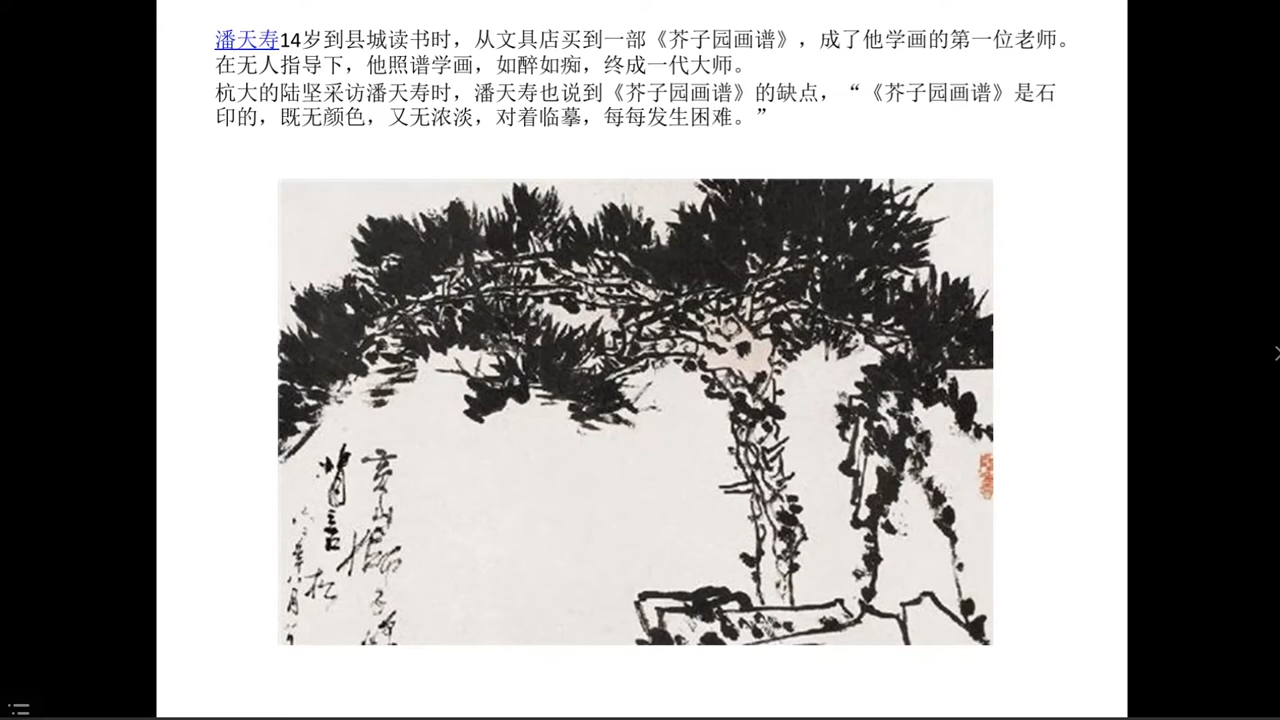 潘天寿14岁到县城读书时，从文具店买到一部《芥子园画谱》，成了他学画的第一位老师。
在无人指导下，他照谱学画，如醉如痴，终成一代大师。
杭大的陆坚采访潘天寿时，潘天寿也说到《芥子园画谱》的缺点，“《芥子园画谱》是石
印的，既无颜色，又无浓淡，对着临摹，每每发生困难。”